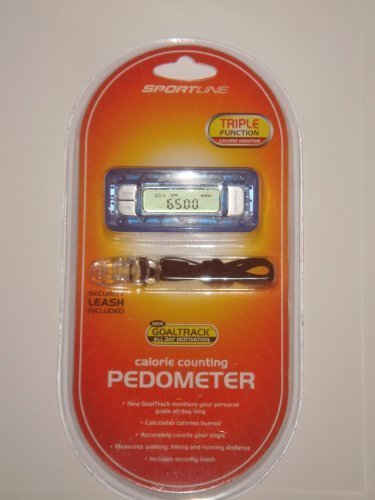 SPORTLINE
TRIPLE
FUNCTION
CALORIE MONITOR
6500
SECURITY
LEASH
INCLUDED
NEW
GOALTRACK
ALL DAY MOTIVATION
calorie counting
PEDOMETER
• New GoalTrack monitors your personal
goals all day long
• Calculates calories burned
• Accurately counts your steps
• Measures walking, hiking and running distance
• Includes security leash